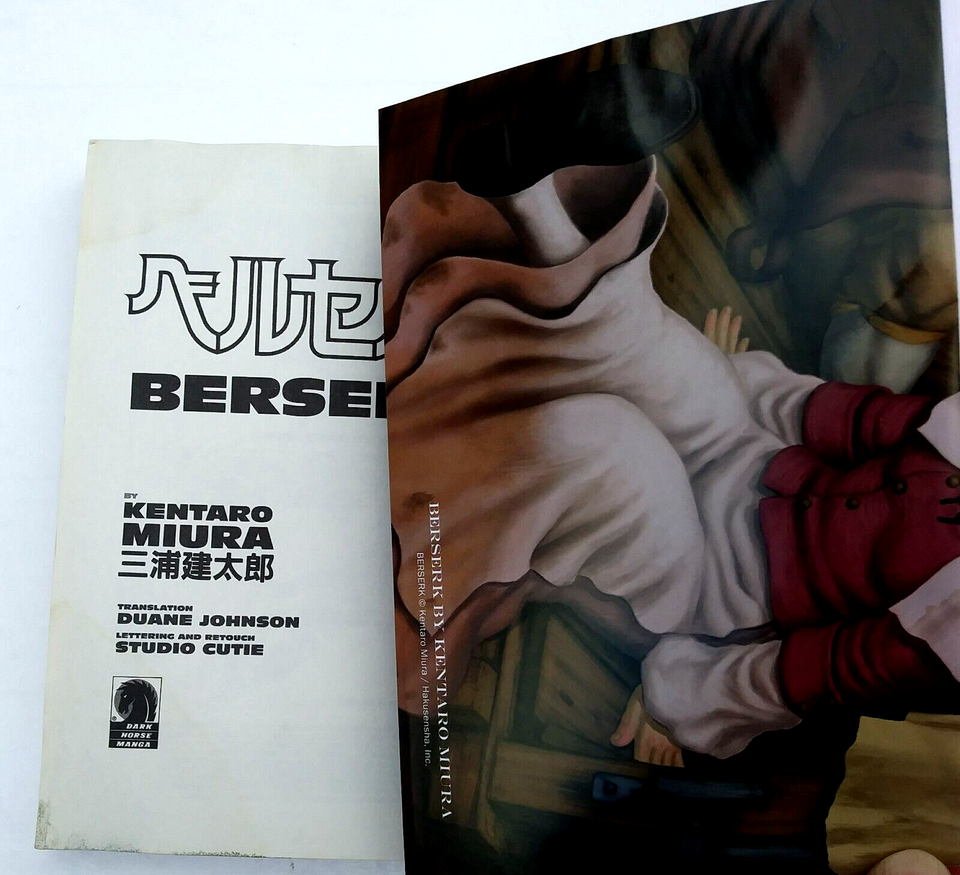 ベルセ
BERSE
BY
KENTARO
MIURA
三浦建太郎
TRANSLATION
DUANE JOHNSON
LETTERING AND RETOUCH
STUDIO CUTIE
DARK
HORSE
MANGA
BERSERK BY KENTARO MIURA
BERSERK © Kentaro Miura / Hakusensha, Inc.